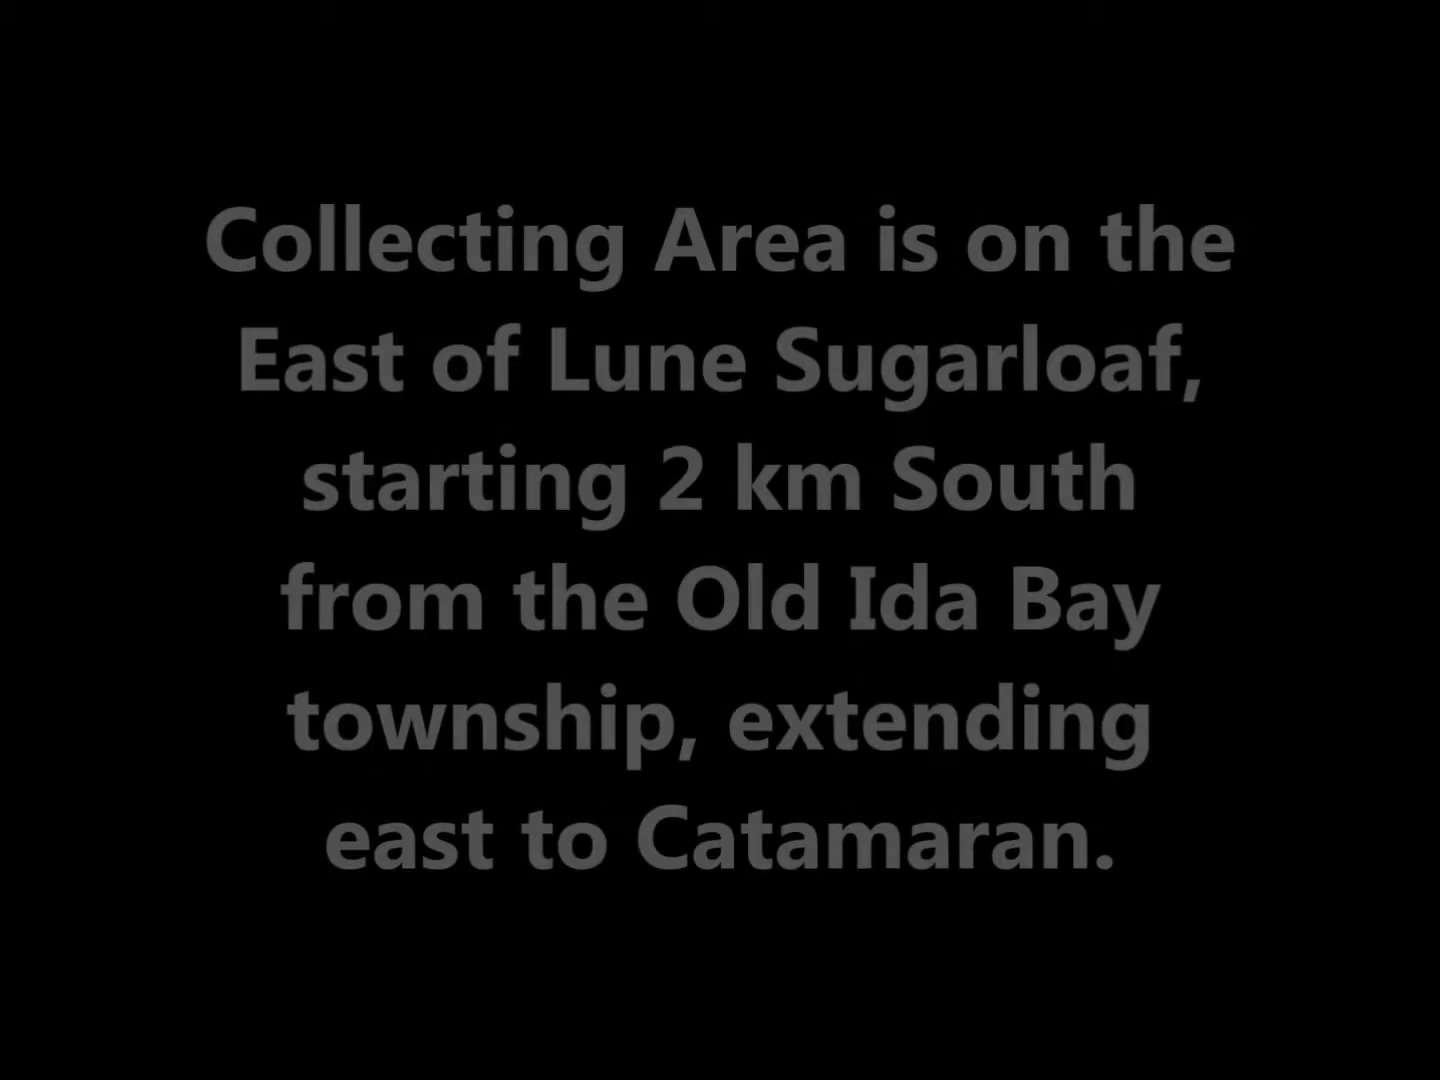 Collecting Area is on the
East of Lune Sugarloaf,
starting 2 km South
from the Old Ida Bay
township, extending
east to Catamaran.